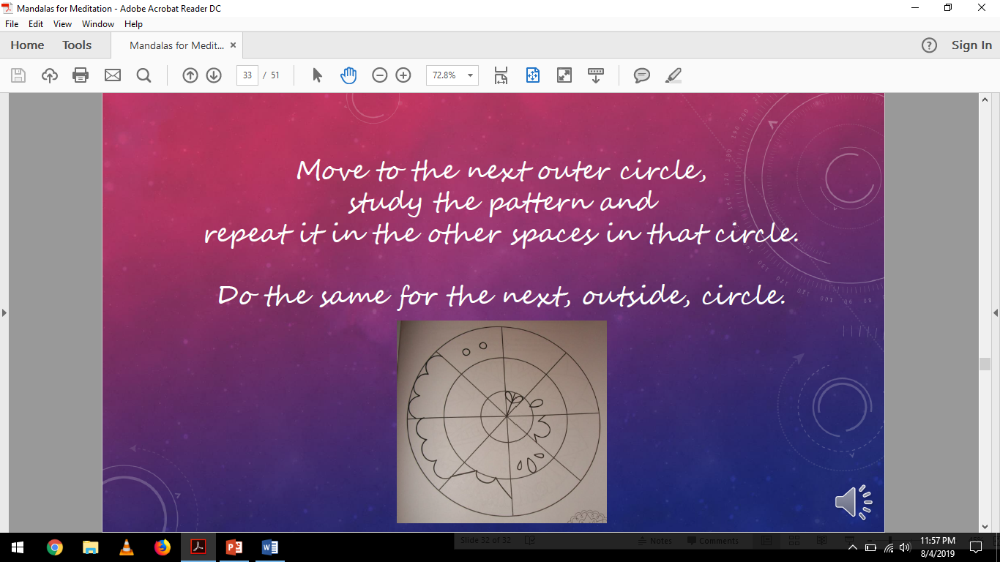 Mandalas for Meditation - Adobe Acrobat Reader DC
File Edit View Window Help
Home Tools Mandalas for Medit... × ? Sign In
33 / 51 72.8%
Move to the next outer circle,
study the pattern and
repeat it in the other spaces in that circle.
Do the same for the next, outside, circle.
Slide 32 of 32 Notes Comments
11:57 PM
8/4/2019